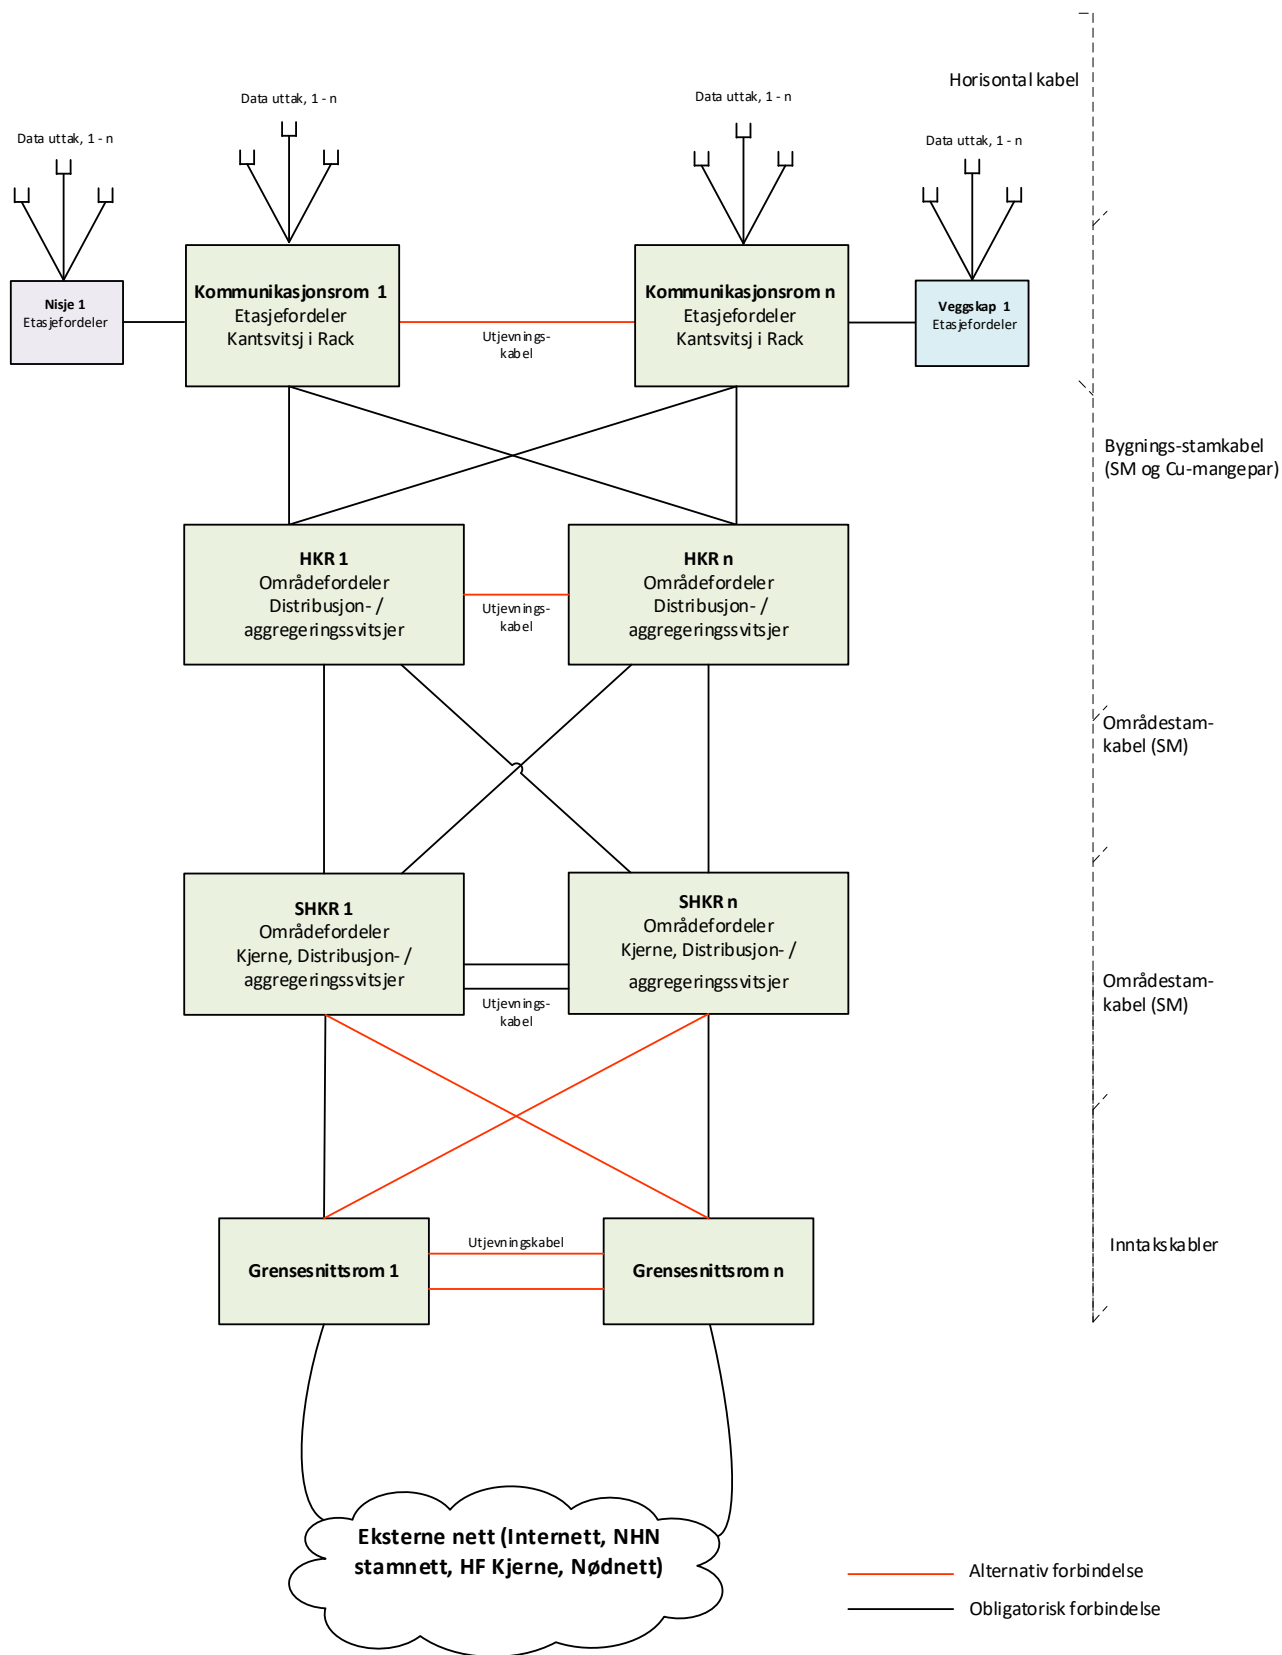 Horisontal kabel
Data uttak, 1 - n
Data uttak, 1 - n
Data uttak, 1 - n
Data uttak, 1 - n
Nisje 1
Etasjefordeler
Kommunikasjonsrom 1
Etasjefordeler
Kantsvitsj i Rack
Utjevnings-
kabel
Kommunikasjonsrom n
Etasjefordeler
Kantsvitsj i Rack
Veggskap 1
Etasjefordeler
Bygnings-stamkabel
(SM og Cu-mangepar)
HKR 1
Områdefordeler
Distribusjon- /
aggregeringssvitsjer
Utjevnings-
kabel
HKR n
Områdefordeler
Distribusjon- /
aggregeringssvitsjer
Områdestam-
kabel (SM)
SHKR 1
Områdefordeler
Kjerne, Distribusjon- /
aggregeringssvitsjer
Utjevnings-
kabel
SHKR n
Områdefordeler
Kjerne, Distribusjon- /
aggregeringssvitsjer
Områdestam-
kabel (SM)
Grensesnittsrom 1
Utjevningskabel
Grensesnittsrom n
Inntakskabler
Eksterne nett (Internett, NHN
stamnett, HF Kjerne, Nødnett)
Alternativ forbindelse
Obligatorisk forbindelse